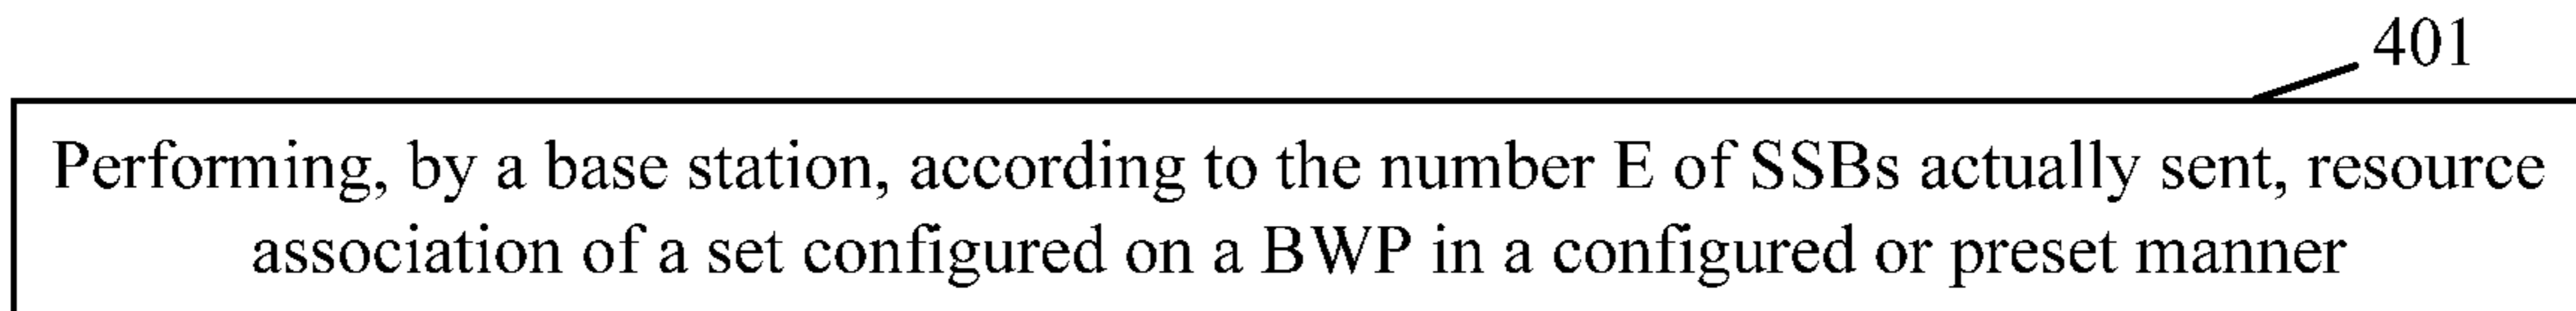 401
Performing, by a base station, according to the number E of SSBs actually sent, resource
association of a set configured on a BWP in a configured or preset manner